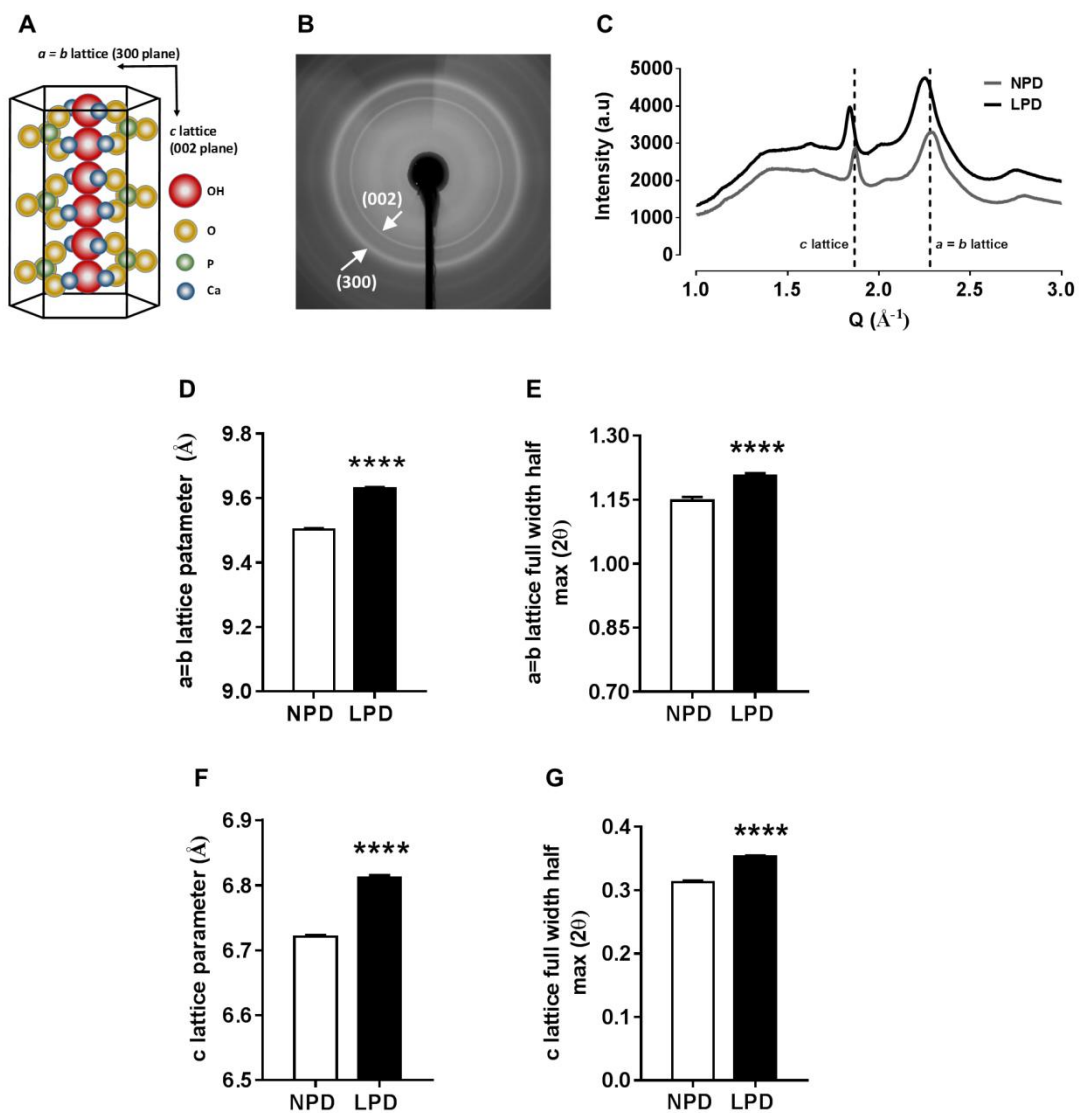 A
a = b lattice (300 plane)
c lattice
(002 plane)
OH
O
P
Ca
B
(002)
(300)
C
5000
4000
3000
2000
1000
0
Intensity (a.u)
NPD
LPD
c lattice
a = b lattice
1.0 1.5 2.0 2.5 3.0
Q (Å-1)
D
9.8
9.6
9.4
9.2
9.0
a=b lattice patameter (Å)
****
NPD LPD
E
1.30
1.15
1.00
0.85
0.70
a=b lattice full width half
max (2θ)
****
NPD LPD
F
6.9
6.8
6.7
6.6
6.5
c lattice parameter (Å)
****
NPD LPD
G
0.4
0.3
0.2
0.0
c lattice full width half
max (2θ)
****
NPD LPD